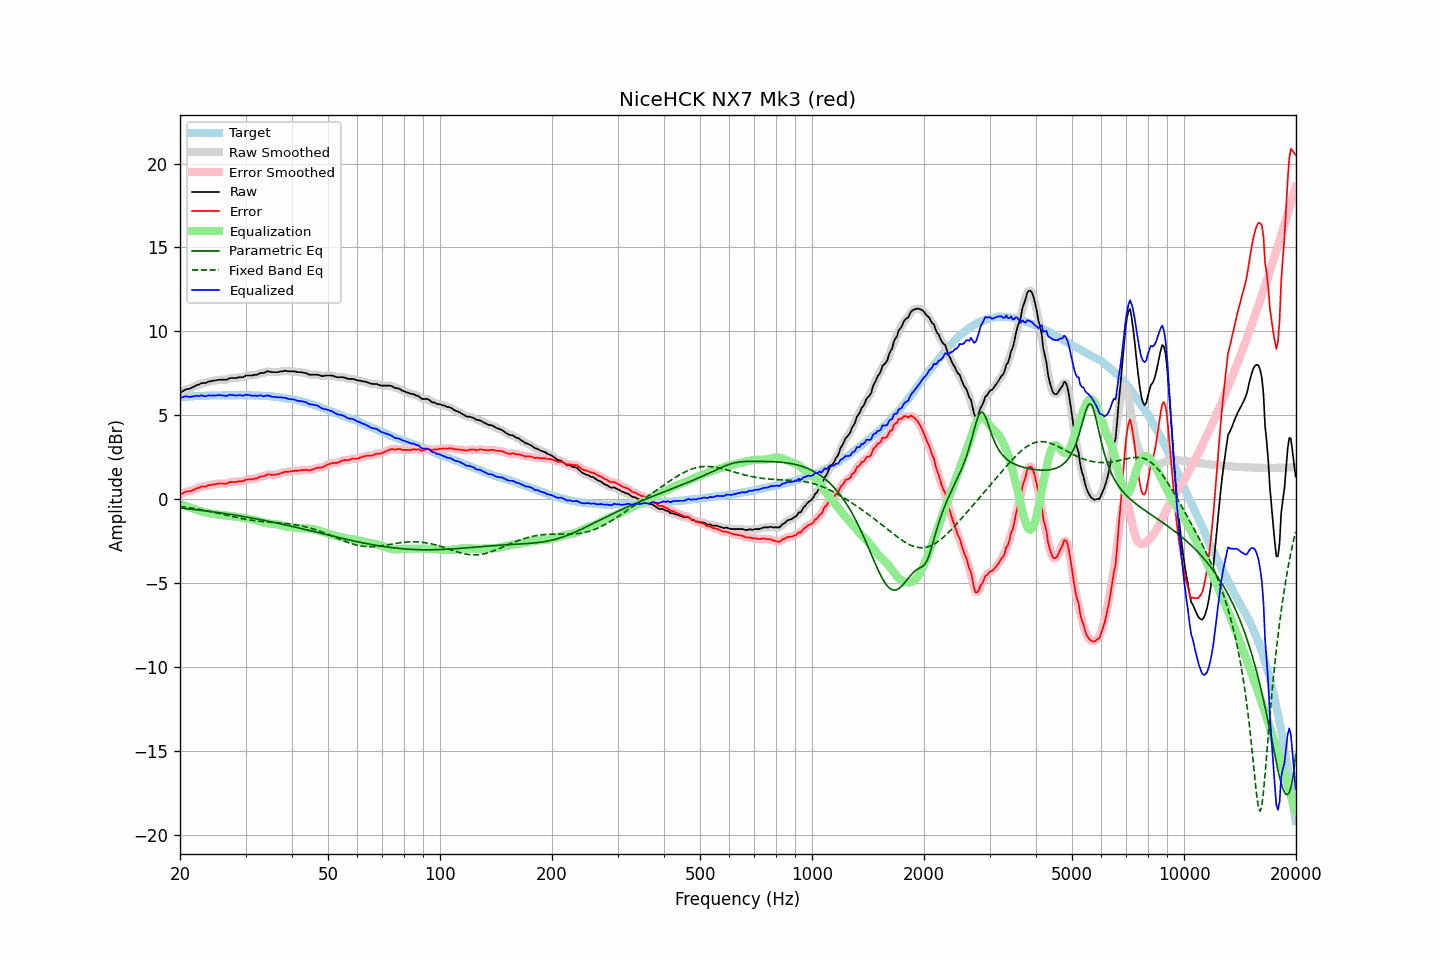 NiceHCK NX7 Mk3 (red)
Target
Raw Smoothed
Error Smoothed
Raw
Error
Equalization
Parametric Eq
Fixed Band Eq
Equalized
20
15
10
5
0
−5
−10
−15
−20
Amplitude (dBr)
20 50 100 200 500 1000 2000 5000 10000 20000
Frequency (Hz)